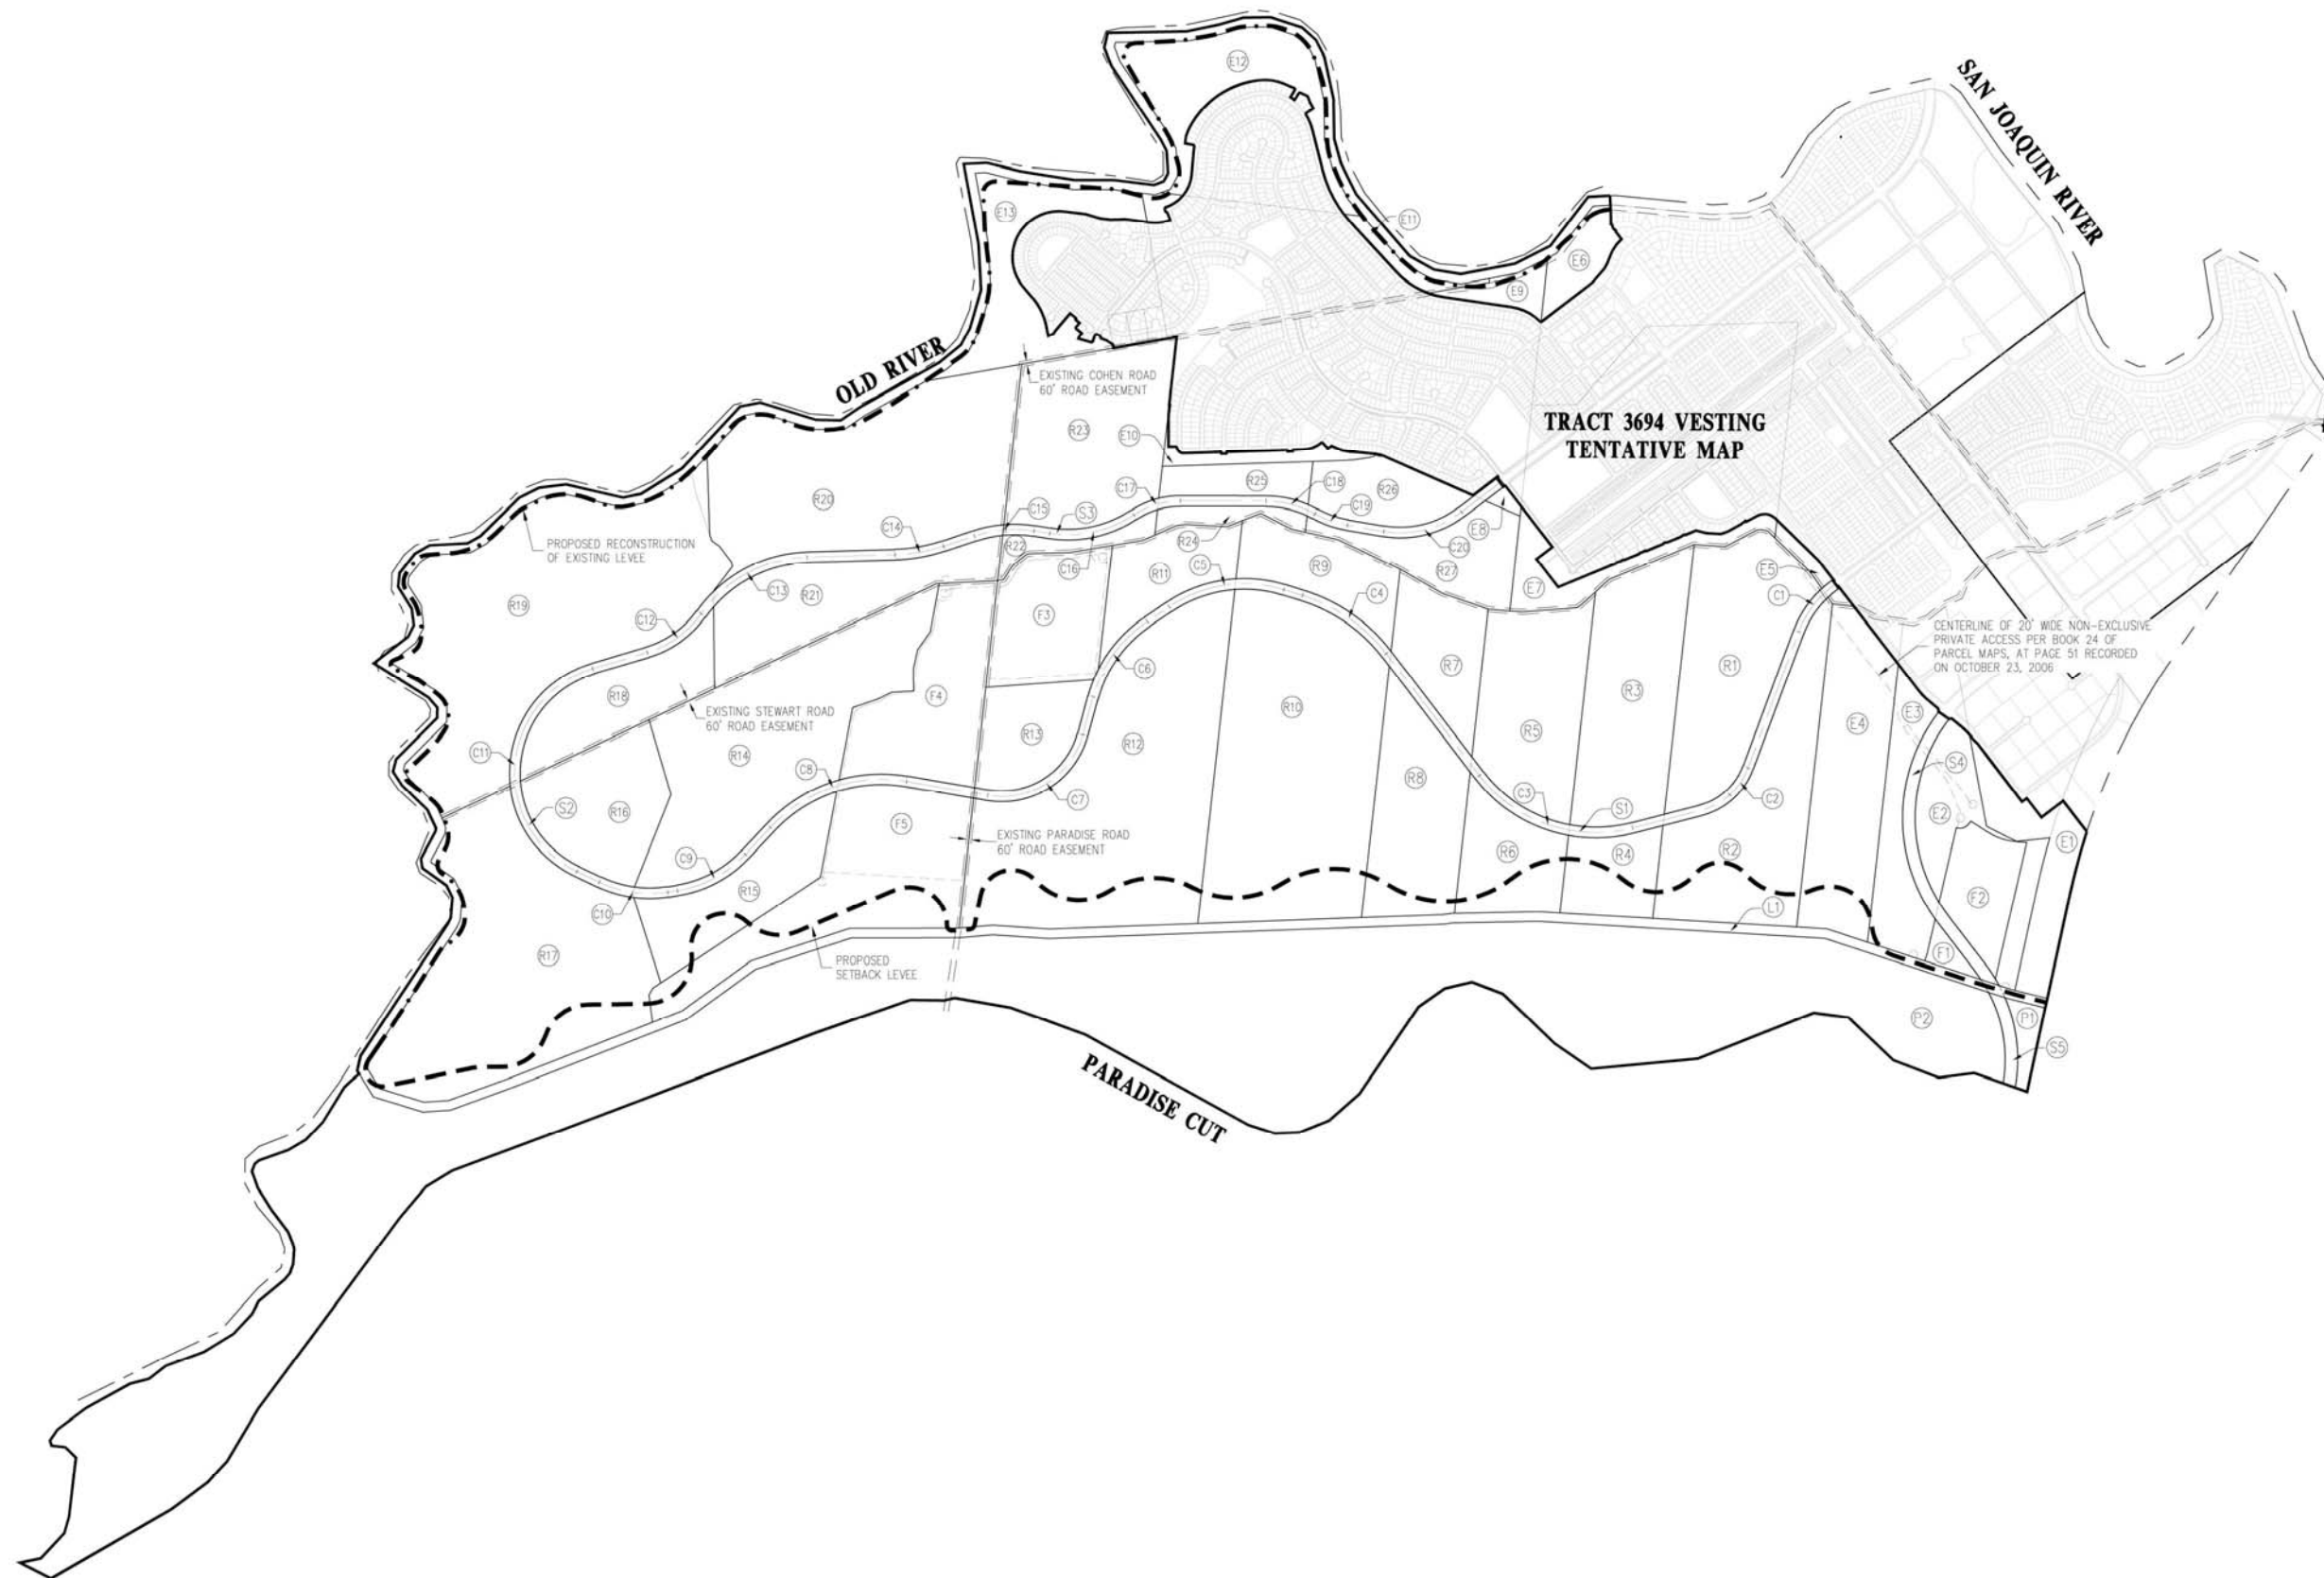 E12
SAN JOAQUIN RIVER
E13
E11
E6
E9
OLD RIVER
EXISTING COHEN ROAD
60' ROAD EASEMENT
R23
E10
TRACT 3694 VESTING
TENTATIVE MAP
R20
C17
R25
C18
R26
C19
C14
C15
S3
E8
PROPOSED RECONSTRUCTION
OF EXISTING LEVEE
R22
C16
R24
C5
C20
R11
R9
R27
E7
E5
C1
R19
C13
R21
C12
F3
C4
CENTERLINE OF 20' WIDE NON-EXCLUSIVE
PRIVATE ACCESS PER BOOK 24 OF
PARCEL MAPS, AT PAGE 51 RECORDED
ON OCTOBER 23, 2006
C6
R7
R1
R18
F4
R3
EXISTING STEWART ROAD
60' ROAD EASEMENT
R10
E3
E4
R13
R12
R5
C11
R14
C8
S4
R8
C7
C3
S1
C2
S2
R16
F5
E2
E1
EXISTING PARADISE ROAD
60' ROAD EASEMENT
R6
R4
R2
C9
R15
C10
F2
L1
R17
F1
PROPOSED
SETBACK LEVEE
P2
P1
S5
PARADISE CUT